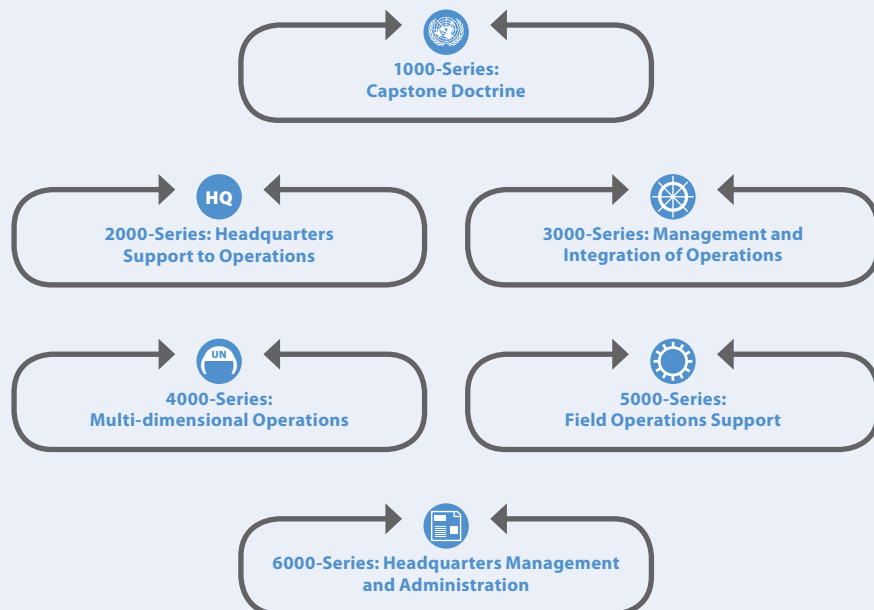 1000-Series:
Capstone Doctrine
HQ
2000-Series: Headquarters
Support to Operations
3000-Series: Management and
Integration of Operations
UN
4000-Series:
Multi-dimensional Operations
5000-Series:
Field Operations Support
6000-Series: Headquarters Management
and Administration